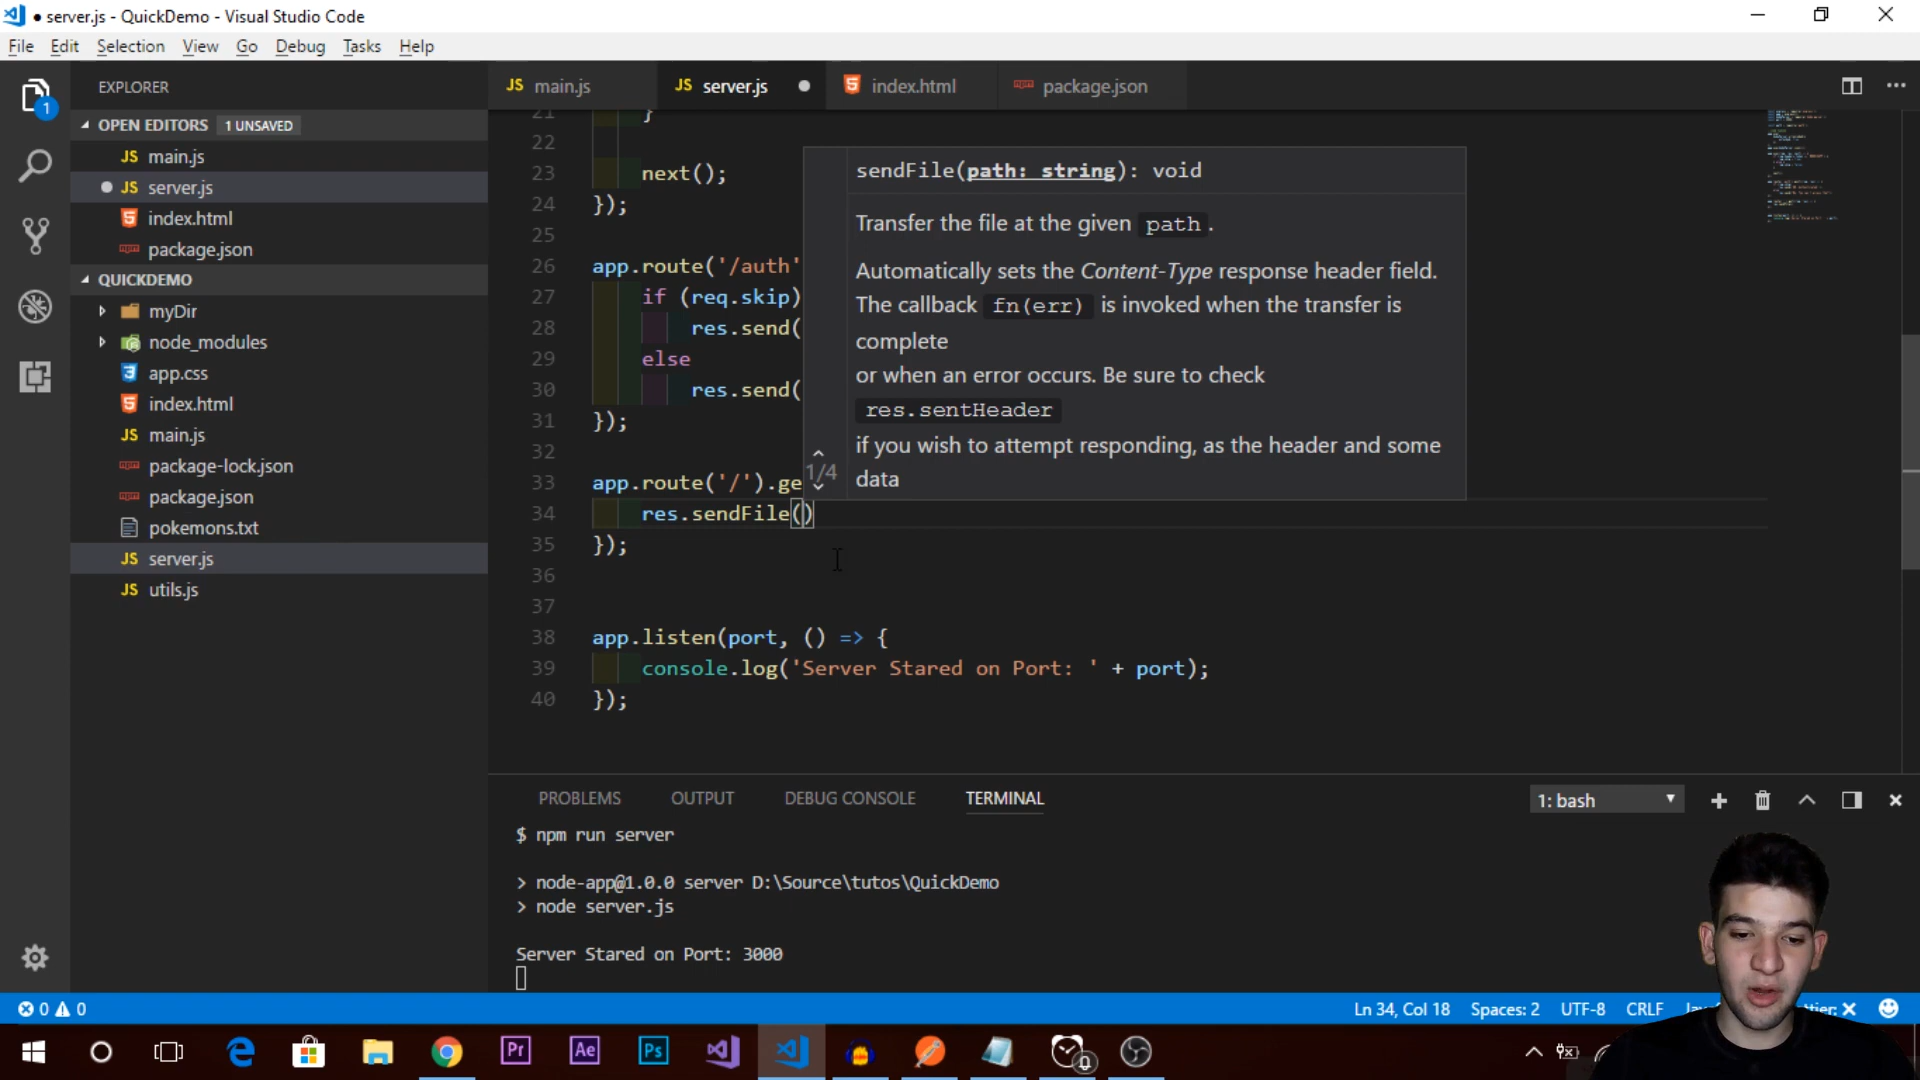 ● server.js - QuickDemo - Visual Studio Code
File Edit Selection View Go Debug Tasks Help
EXPLORER
JS main.js
JS server.js
index.html
package.json
1
OPEN EDITORS 1 UNSAVED
JS main.js
JS server.js
index.html
package.json
QUICKDEMO
myDir
node_modules
app.css
index.html
JS main.js
package-lock.json
package.json
pokemons.txt
JS server.js
JS utils.js
21 }
22
23 next();
24 });
25
26 app.route('/auth'
27 if (req.skip)
28 res.send(
29 else
30 res.send(
31 });
32
33 app.route('/').ge
34 res.sendFile()
35 });
36
37
38 app.listen(port, () => {
39 console.log('Server Stared on Port: ' + port);
40 });
1/4
sendFile(path: string): void
Transfer the file at the given path.
Automatically sets the Content-Type response header field.
The callback fn(err) is invoked when the transfer is
complete
or when an error occurs. Be sure to check
res.sentHeader
if you wish to attempt responding, as the header and some
data
PROBLEMS OUTPUT DEBUG CONSOLE TERMINAL
1: bash
$ npm run server
> node-app@1.0.0 server D:\Source\tutos\QuickDemo
> node server.js
Server Stared on Port: 3000
0 0
Ln 34, Col 18 Spaces: 2 UTF-8 CRLF
Pr Ae Ps